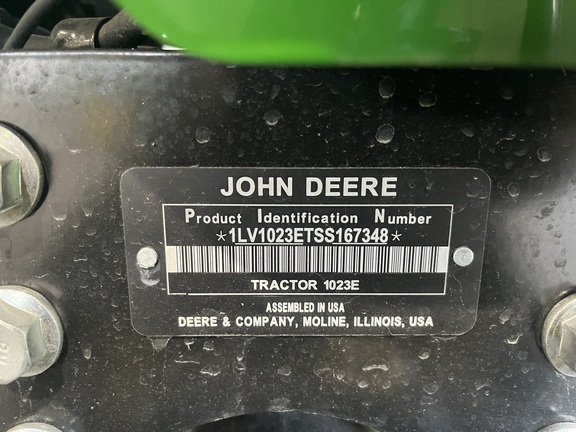 JOHN DEERE
Product Identification Number
*1LV1023ETSS167348*
TRACTOR 1023E
ASSEMBLED IN USA
DEERE & COMPANY, MOLINE, ILLINOIS, USA